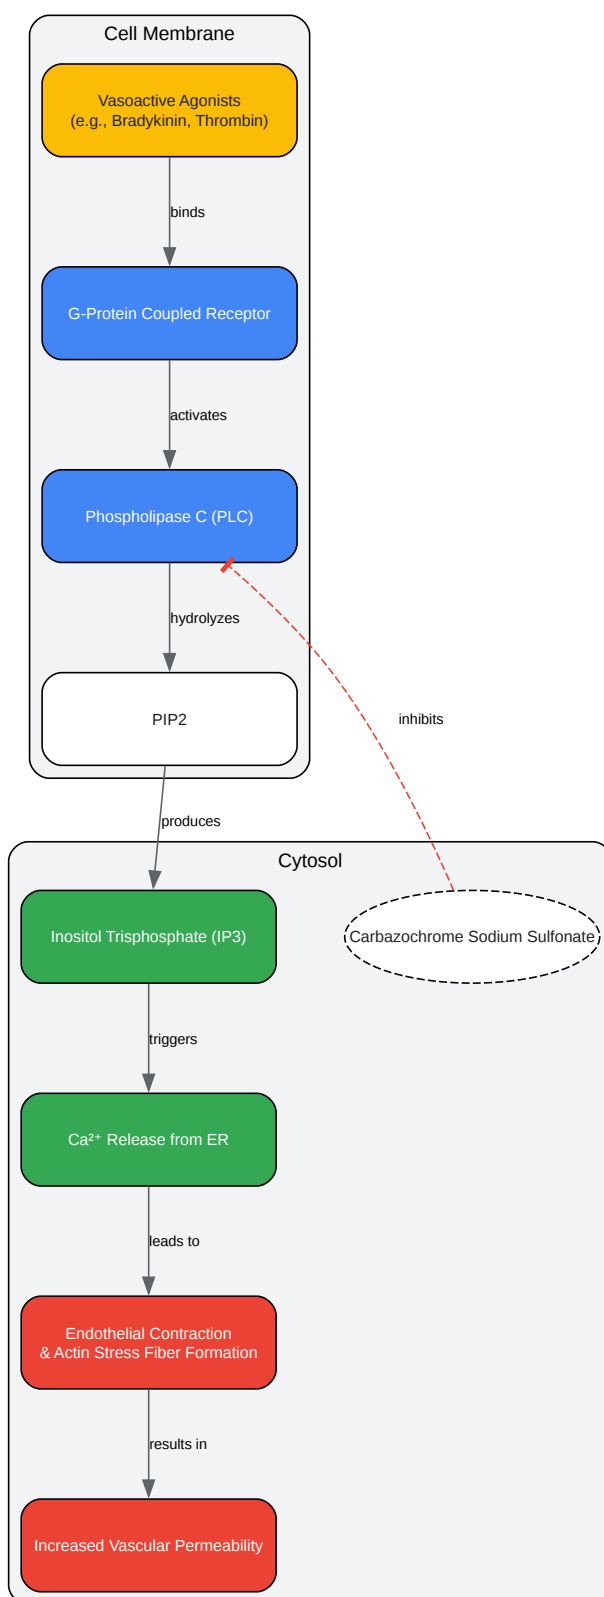 Cell Membrane
Vasoactive Agonists
(e.g., Bradykinin, Thrombin)
binds
G-Protein Coupled Receptor
activates
Phospholipase C (PLC)
hydrolyzes
PIP2
inhibits
produces
Cytosol
Inositol Trisphosphate (IP3)
Carbazochrome Sodium Sulfonate
triggers
Ca²⁺ Release from ER
leads to
Endothelial Contraction
& Actin Stress Fiber Formation
results in
Increased Vascular Permeability